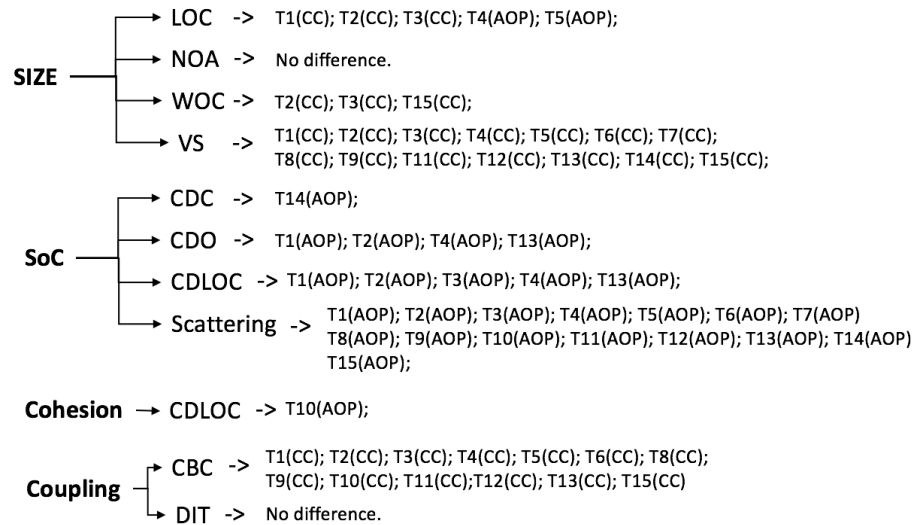 LOC -> T1(CC); T2(CC); T3(CC); T4(AOP); T5(AOP);
NOA -> No difference.
SIZE
WOC -> T2(CC); T3(CC); T15(CC);
VS -> T1(CC); T2(CC); T3(CC); T4(CC); T5(CC); T6(CC); T7(CC);
T8(CC); T9(CC); T11(CC); T12(CC); T13(CC); T14(CC); T15(CC);
CDC -> T14(AOP);
CDO -> T1(AOP); T2(AOP); T4(AOP); T13(AOP);
SoC
CDLOC -> T1(AOP); T2(AOP); T3(AOP); T4(AOP); T13(AOP);
Scattering -> T1(AOP); T2(AOP); T3(AOP); T4(AOP); T5(AOP); T6(AOP); T7(AOP)
T8(AOP); T9(AOP); T10(AOP); T11(AOP); T12(AOP); T13(AOP); T14(AOP)
T15(AOP);
Cohesion CDLOC -> T10(AOP);
CBC -> T1(CC); T2(CC); T3(CC); T4(CC); T5(CC); T6(CC); T8(CC);
T9(CC); T10(CC); T11(CC);T12(CC); T13(CC); T15(CC)
Coupling
DIT -> No difference.